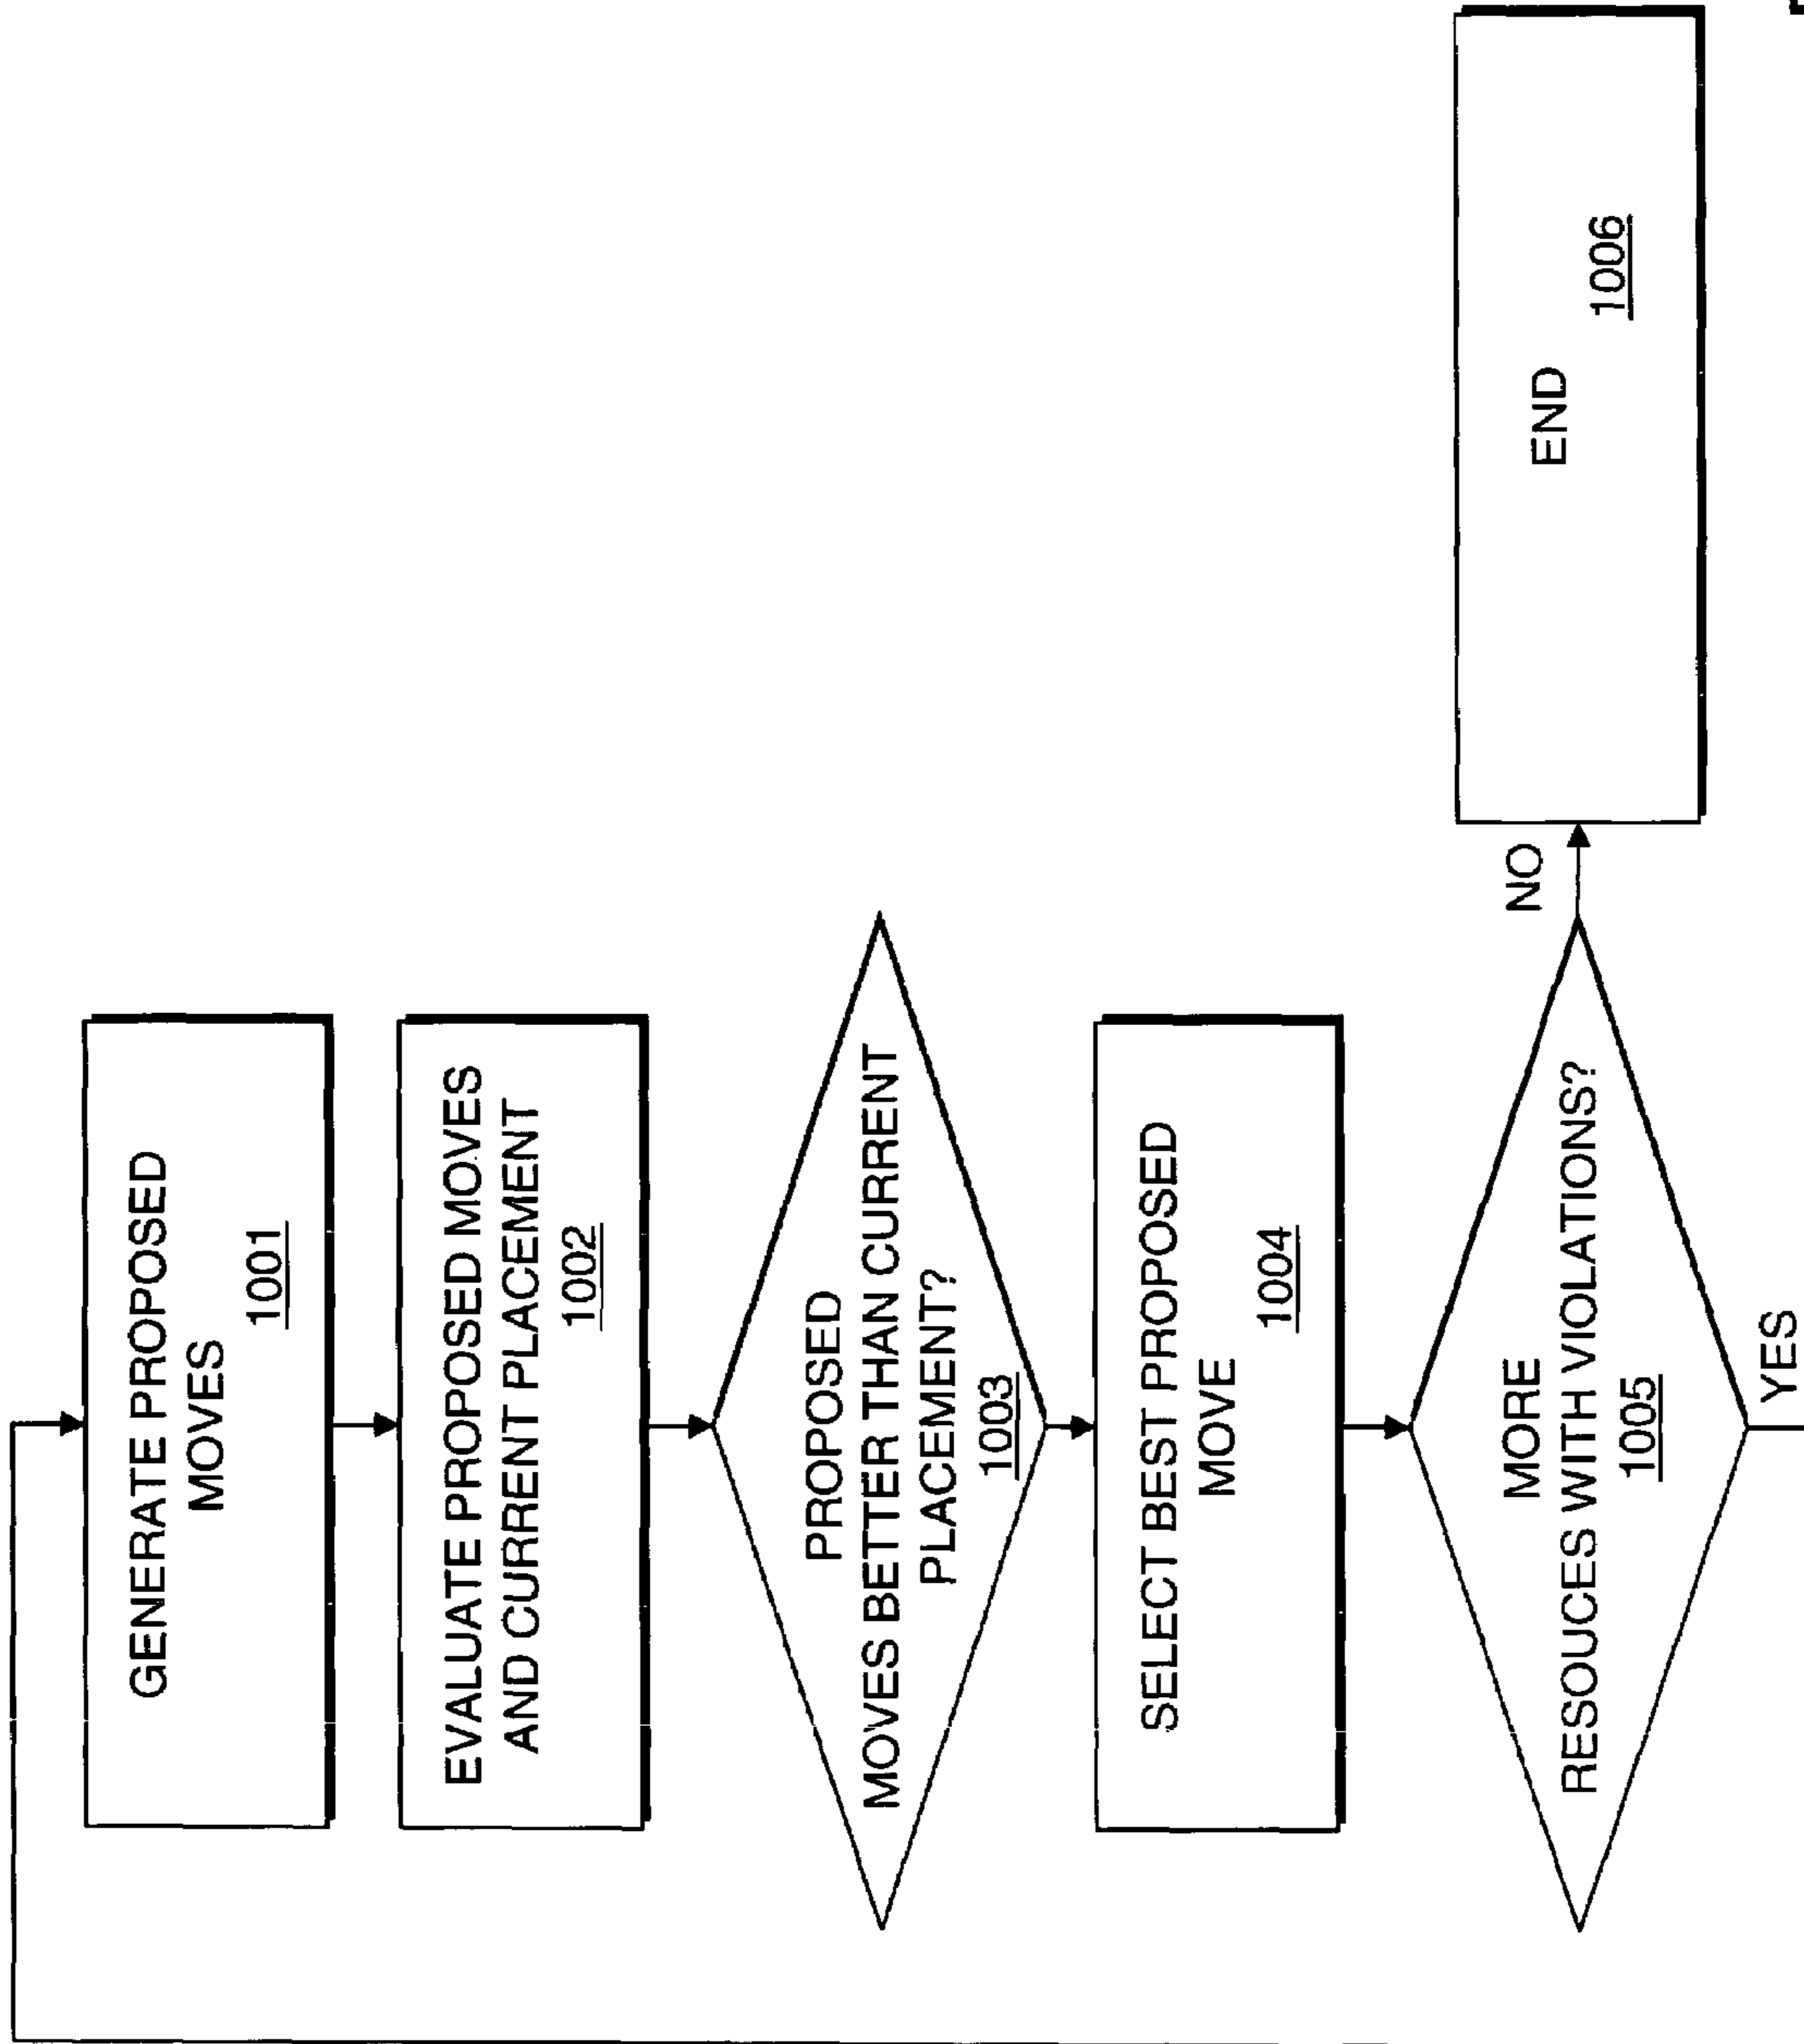 GENERATE PROPOSED
MOVES
1001
EVALUATE PROPOSED MOVES
AND CURRENT PLACEMENT
1002
PROPOSED
MOVES BETTER THAN CURRENT
PLACEMENT?
1003
SELECT BEST PROPOSED
MOVE
1004
MORE
RESOUCES WITH VIOLATIONS?
1005
YES
NO
END
1006